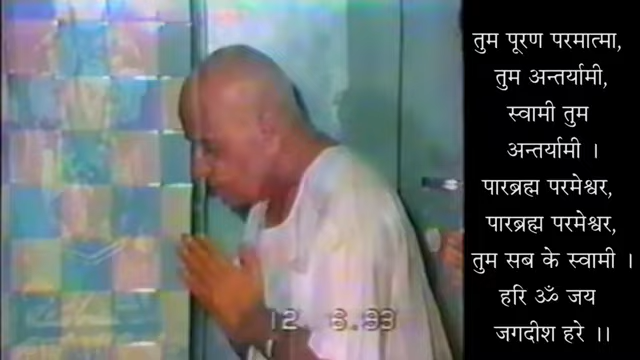 तुम पूरण परमात्मा,
तुम अन्तर्यामी,
स्वामी तुम
अन्तर्यामी ।
पारब्रह्म परमेश्वर,
पारब्रह्म परमेश्वर,
तुम सब के स्वामी ।
हरि ॐ जय
जगदीश हरे ।।
12. 6.93